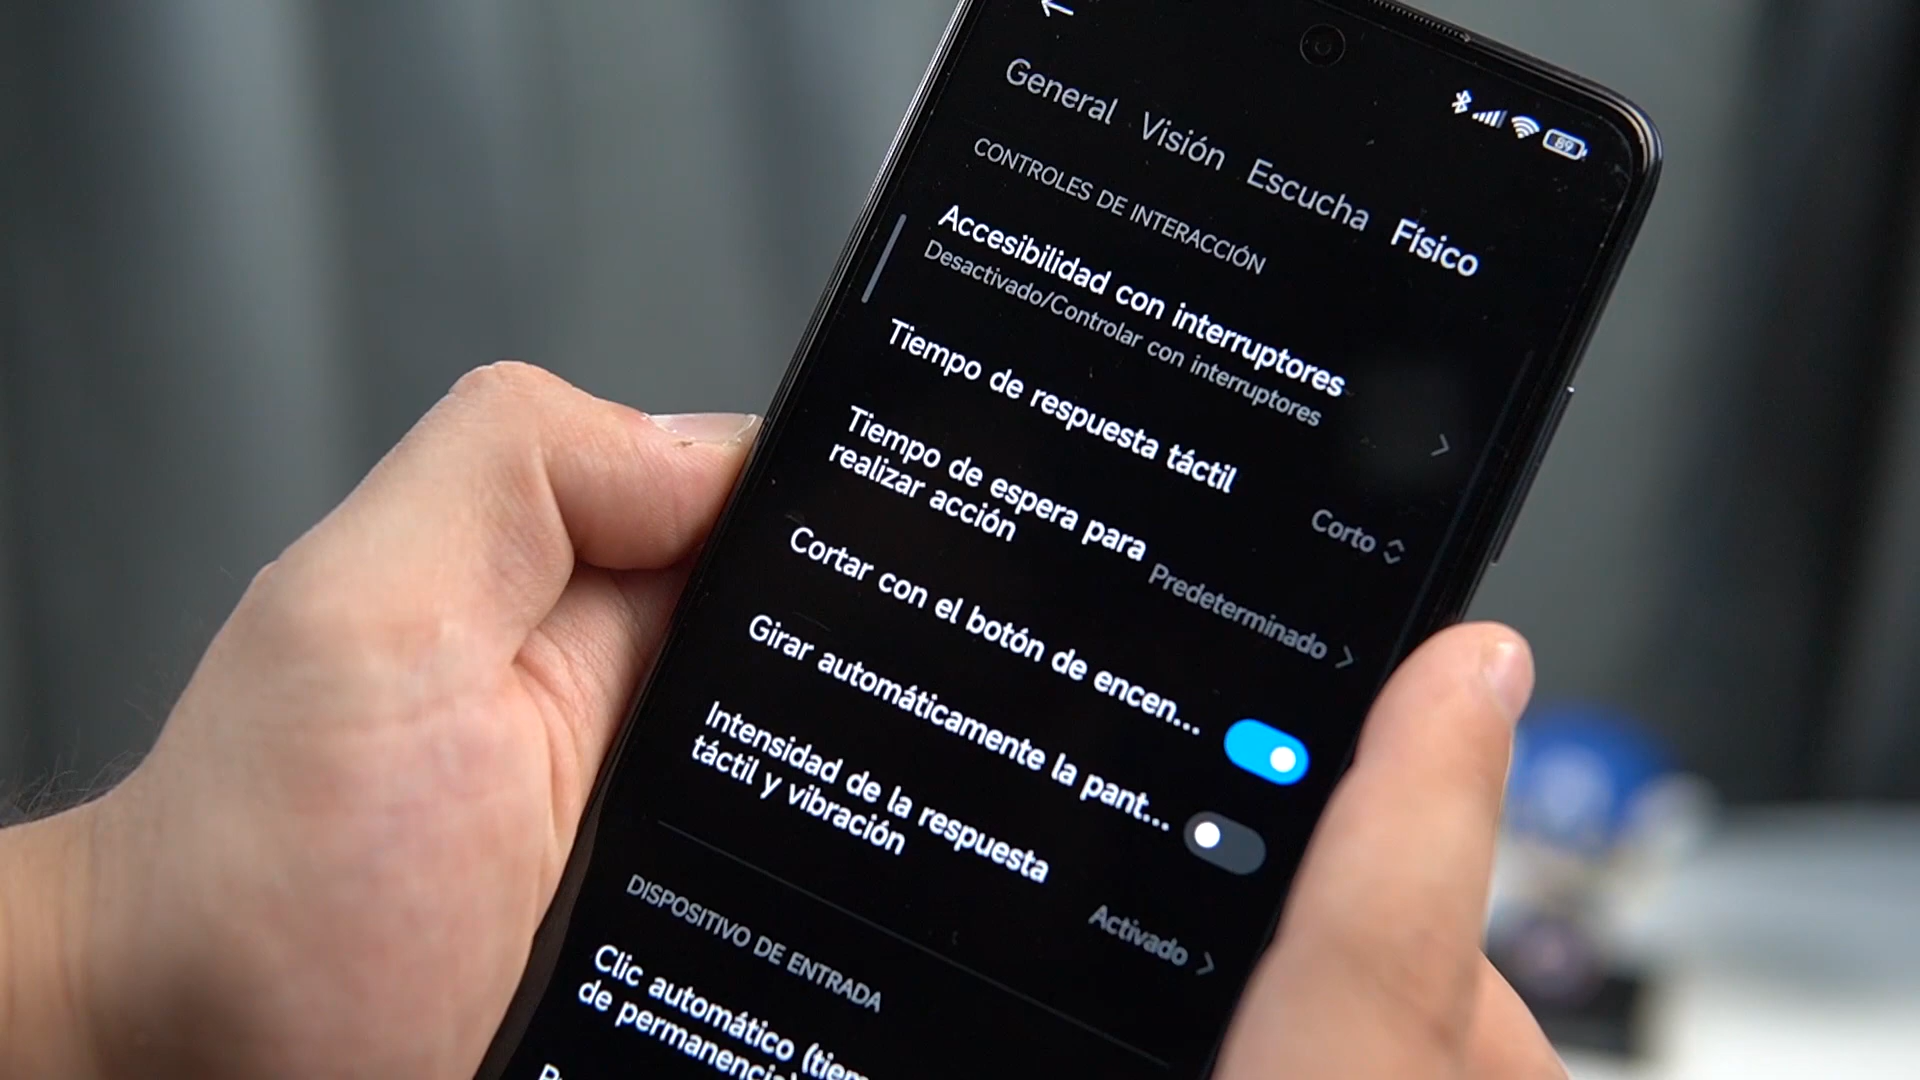 89
General Visión Escucha Físico
CONTROLES DE INTERACCIÓN
Accesibilidad con interruptores
Desactivado/Controlar con interruptores
Tiempo de respuesta táctil
Corto
Tiempo de espera para
realizar acción
Predeterminado
Cortar con el botón de encen...
Girar automáticamente la pant...
Intensidad de la respuesta
táctil y vibración
Activado
DISPOSITIVO DE ENTRADA
Clic automático (tiem
de permanencia)